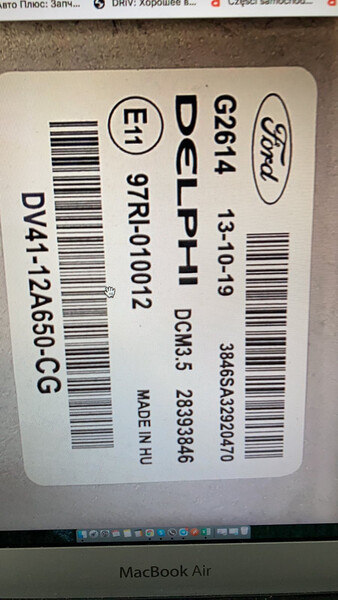 Авто Плюс: Запч...
DRiV: Хорошее в...
Części samochod...
Ford
3846SA32920470
G2614 13-10-19
DELPHI DCM3.5 28393846
E11 97RI-010012 MADE IN HU
DV41-12A650-CG
MacBook Air